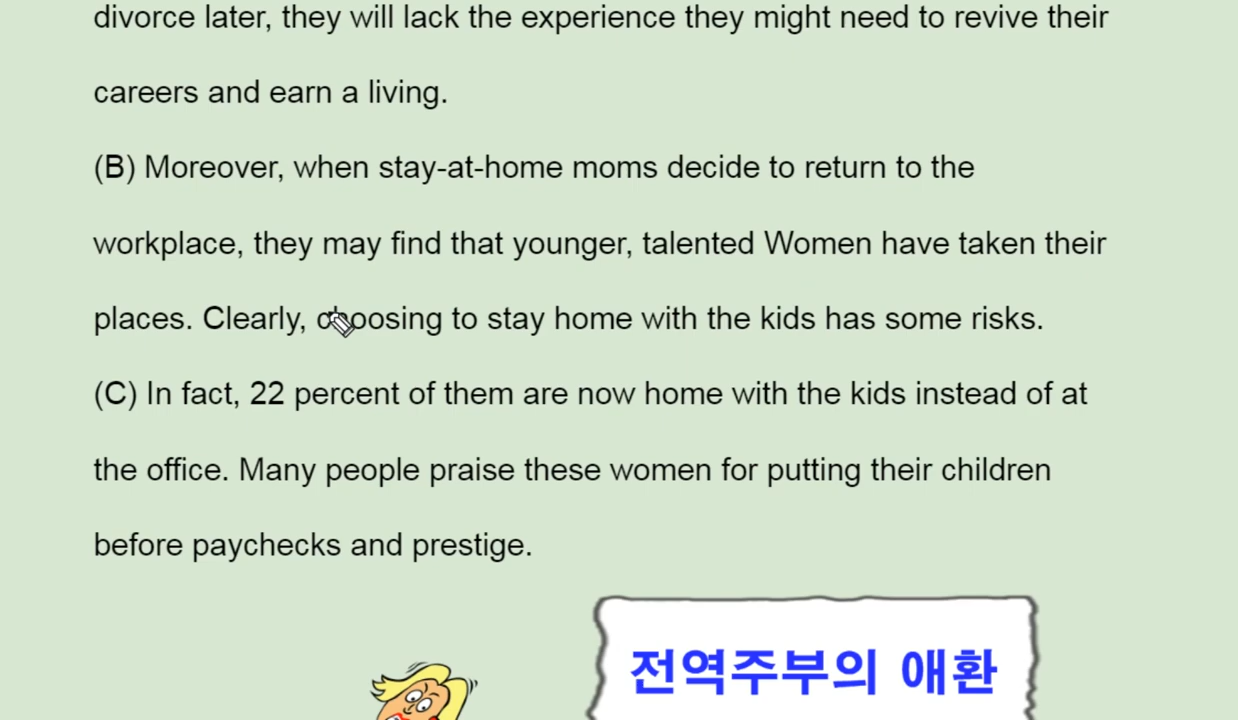 divorce later, they will lack the experience they might need to revive their
careers and earn a living.
(B) Moreover, when stay-at-home moms decide to return to the
workplace, they may find that younger, talented Women have taken their
places. Clearly, choosing to stay home with the kids has some risks.
(C) In fact, 22 percent of them are now home with the kids instead of at
the office. Many people praise these women for putting their children
before paychecks and prestige.
전역주부의 애환